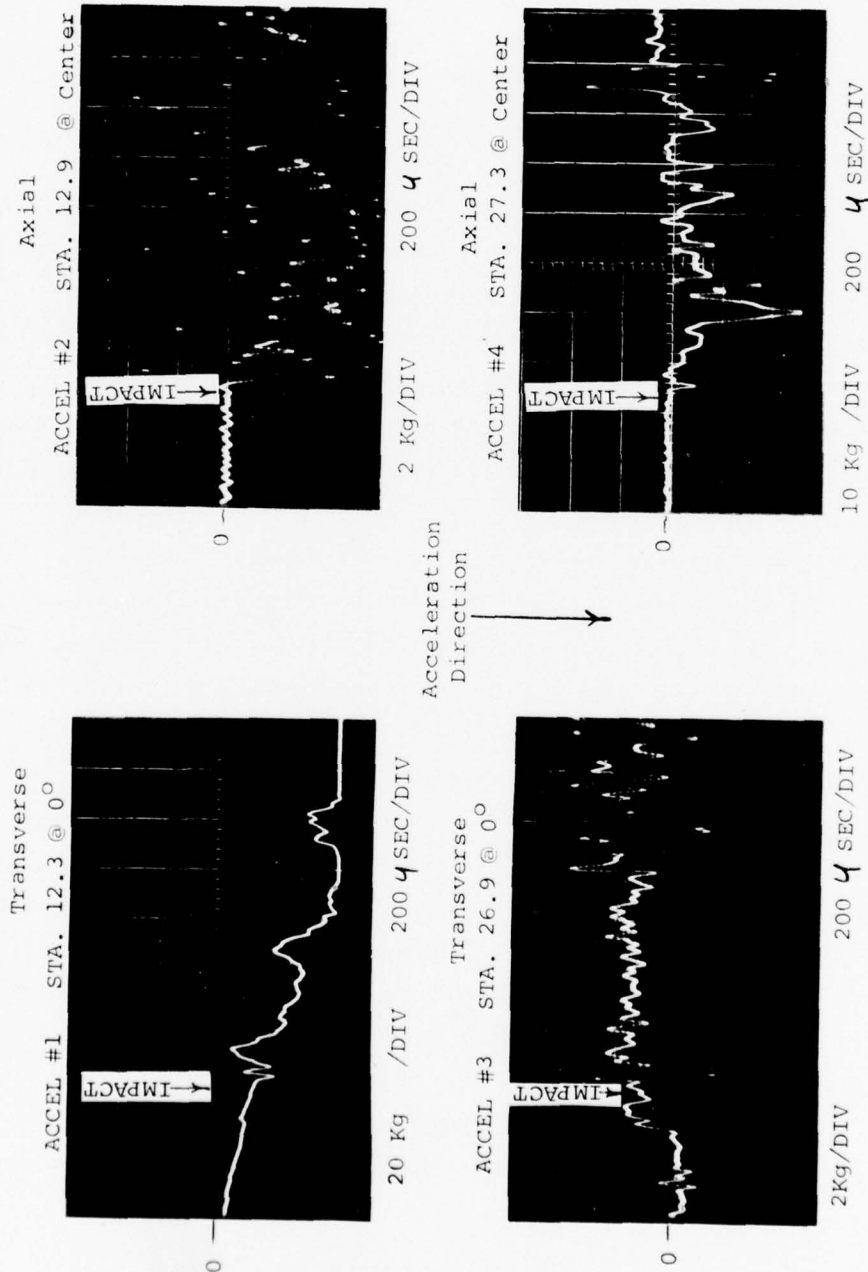 Transverse
ACCEL #1 STA. 12.3 @ 0°
IMPACT
0
20 Kg /DIV 200 μ SEC/DIV
Axial
ACCEL #2 STA. 12.9 @ Center
IMPACT
0
2 Kg/DIV 200 μ SEC/DIV
Acceleration
Direction
Transverse
ACCEL #3 STA. 26.9 @ 0°
IMPACT
0
2Kg/DIV 200 μ SEC/DIV
Axial
ACCEL #4 STA. 27.3 @ Center
IMPACT
0
10 Kg /DIV 200 μ SEC/DIV